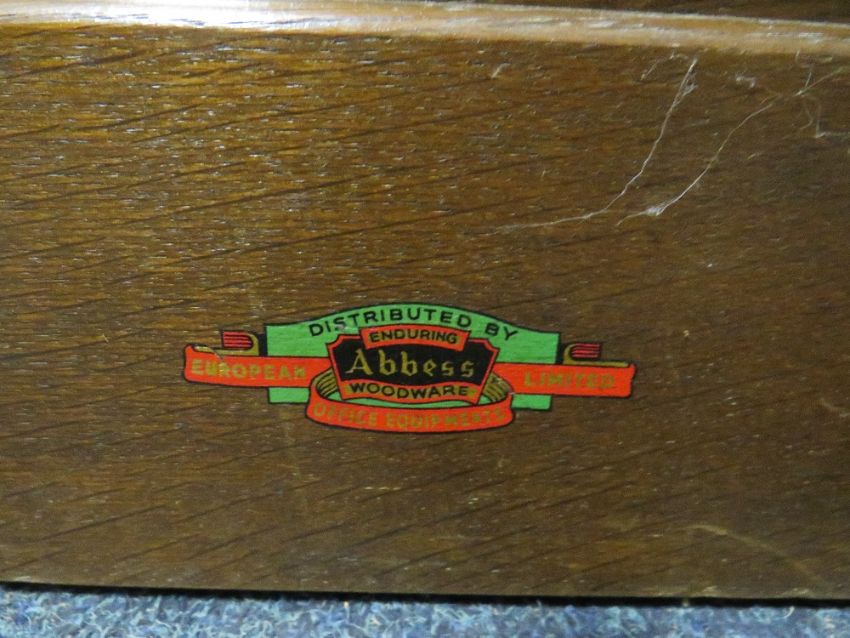 DISTRIBUTED BY
ENDURING
Abbess
WOODWARE
EUROPEAN
OFFICE EQUIPMENTS
LIMITED